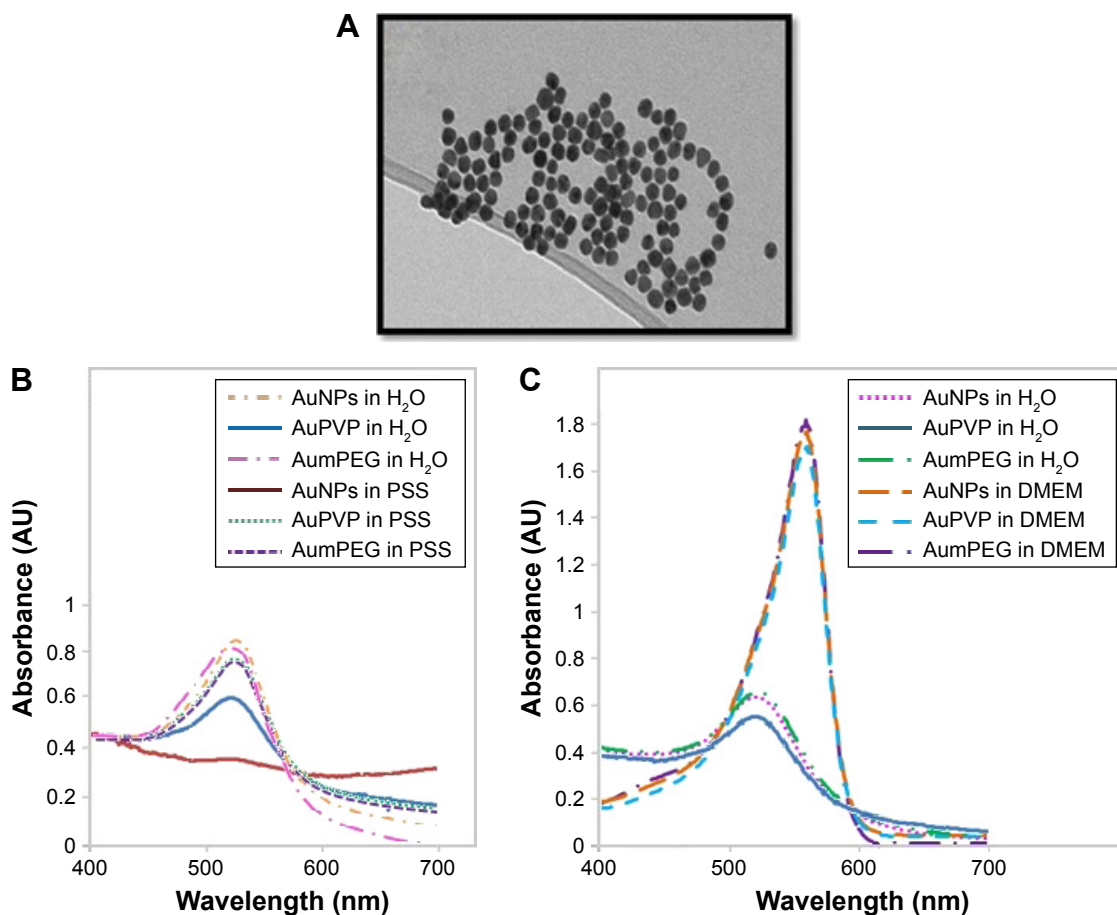 A
B
AuNPs in H₂O
AuPVP in H₂O
AumPEG in H₂O
AuNPs in PSS
AuPVP in PSS
AumPEG in PSS
Absorbance (AU)
1
0.8
0.6
0.4
0.2
0
400 500 600 700
Wavelength (nm)
C
AuNPs in H₂O
AuPVP in H₂O
AumPEG in H₂O
AuNPs in DMEM
AuPVP in DMEM
AumPEG in DMEM
Absorbance (AU)
1.8
1.6
1.4
1.2
1
0.8
0.6
0.4
0.2
0
400 500 600 700
Wavelength (nm)